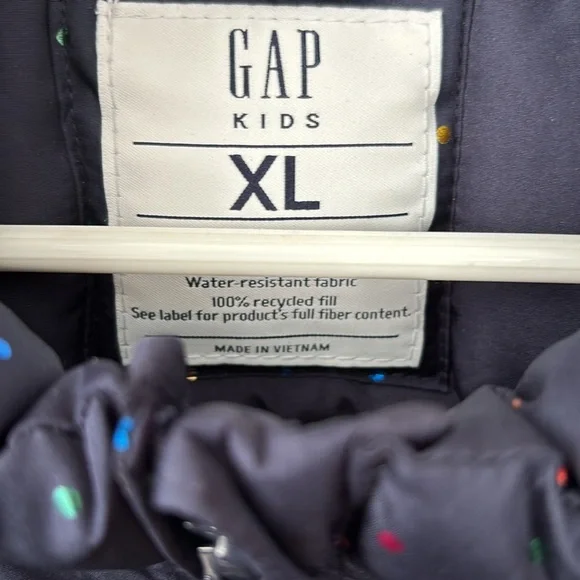 GAP
KIDS
XL
Water-resistant fabric
100% recycled fill
See label for product's full fiber content.
MADE IN VIETNAM